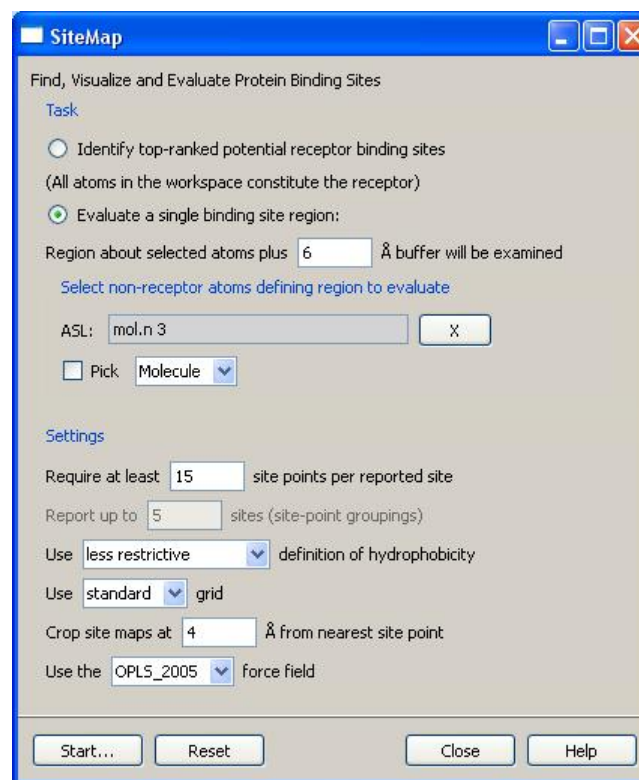 SiteMap
Find, Visualize and Evaluate Protein Binding Sites
Task
Identify top-ranked potential receptor binding sites
(All atoms in the workspace constitute the receptor)
Evaluate a single binding site region:
Region about selected atoms plus 6 Å buffer will be examined
Select non-receptor atoms defining region to evaluate
ASL: mol.n 3 X
Pick Molecule
Settings
Require at least 15 site points per reported site
Report up to 5 sites (site-point groupings)
Use less restrictive definition of hydrophobicity
Use standard grid
Crop site maps at 4 Å from nearest site point
Use the OPLS_2005 force field
Start... Reset Close Help